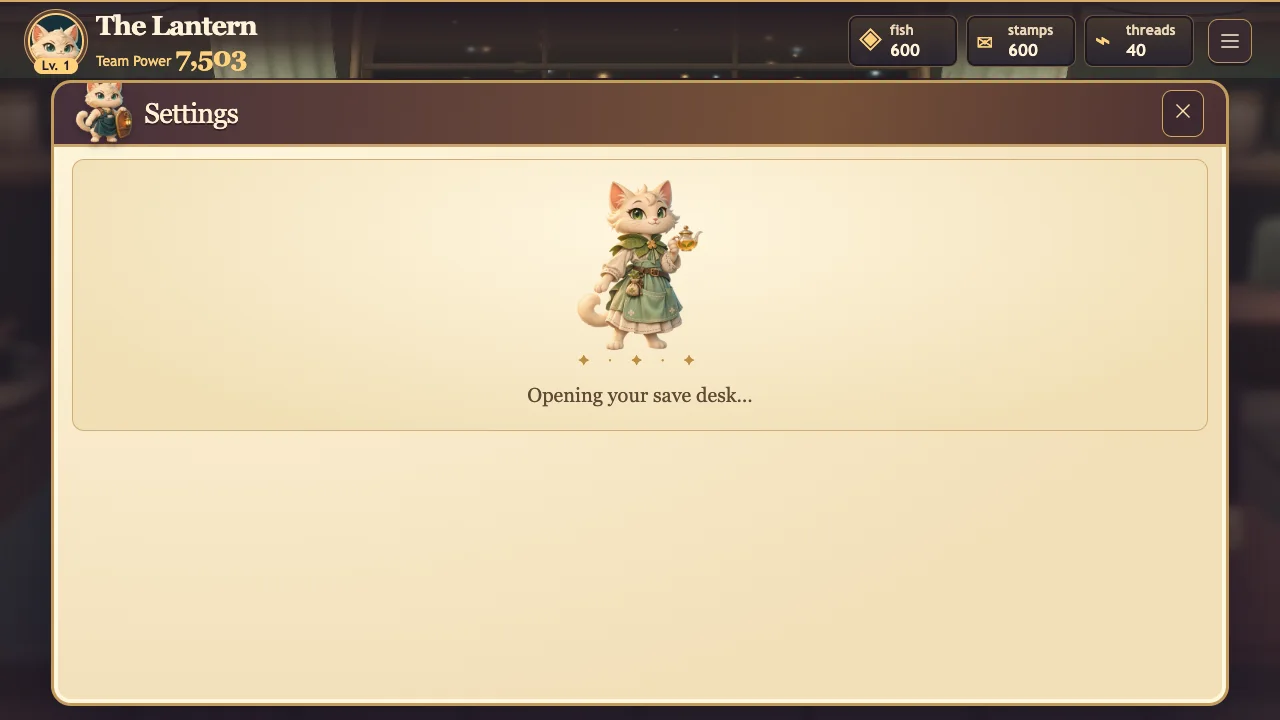 The Lantern
Team Power 7,503
Lv. 1
fish
600
stamps
600
threads
40
Settings
Opening your save desk...